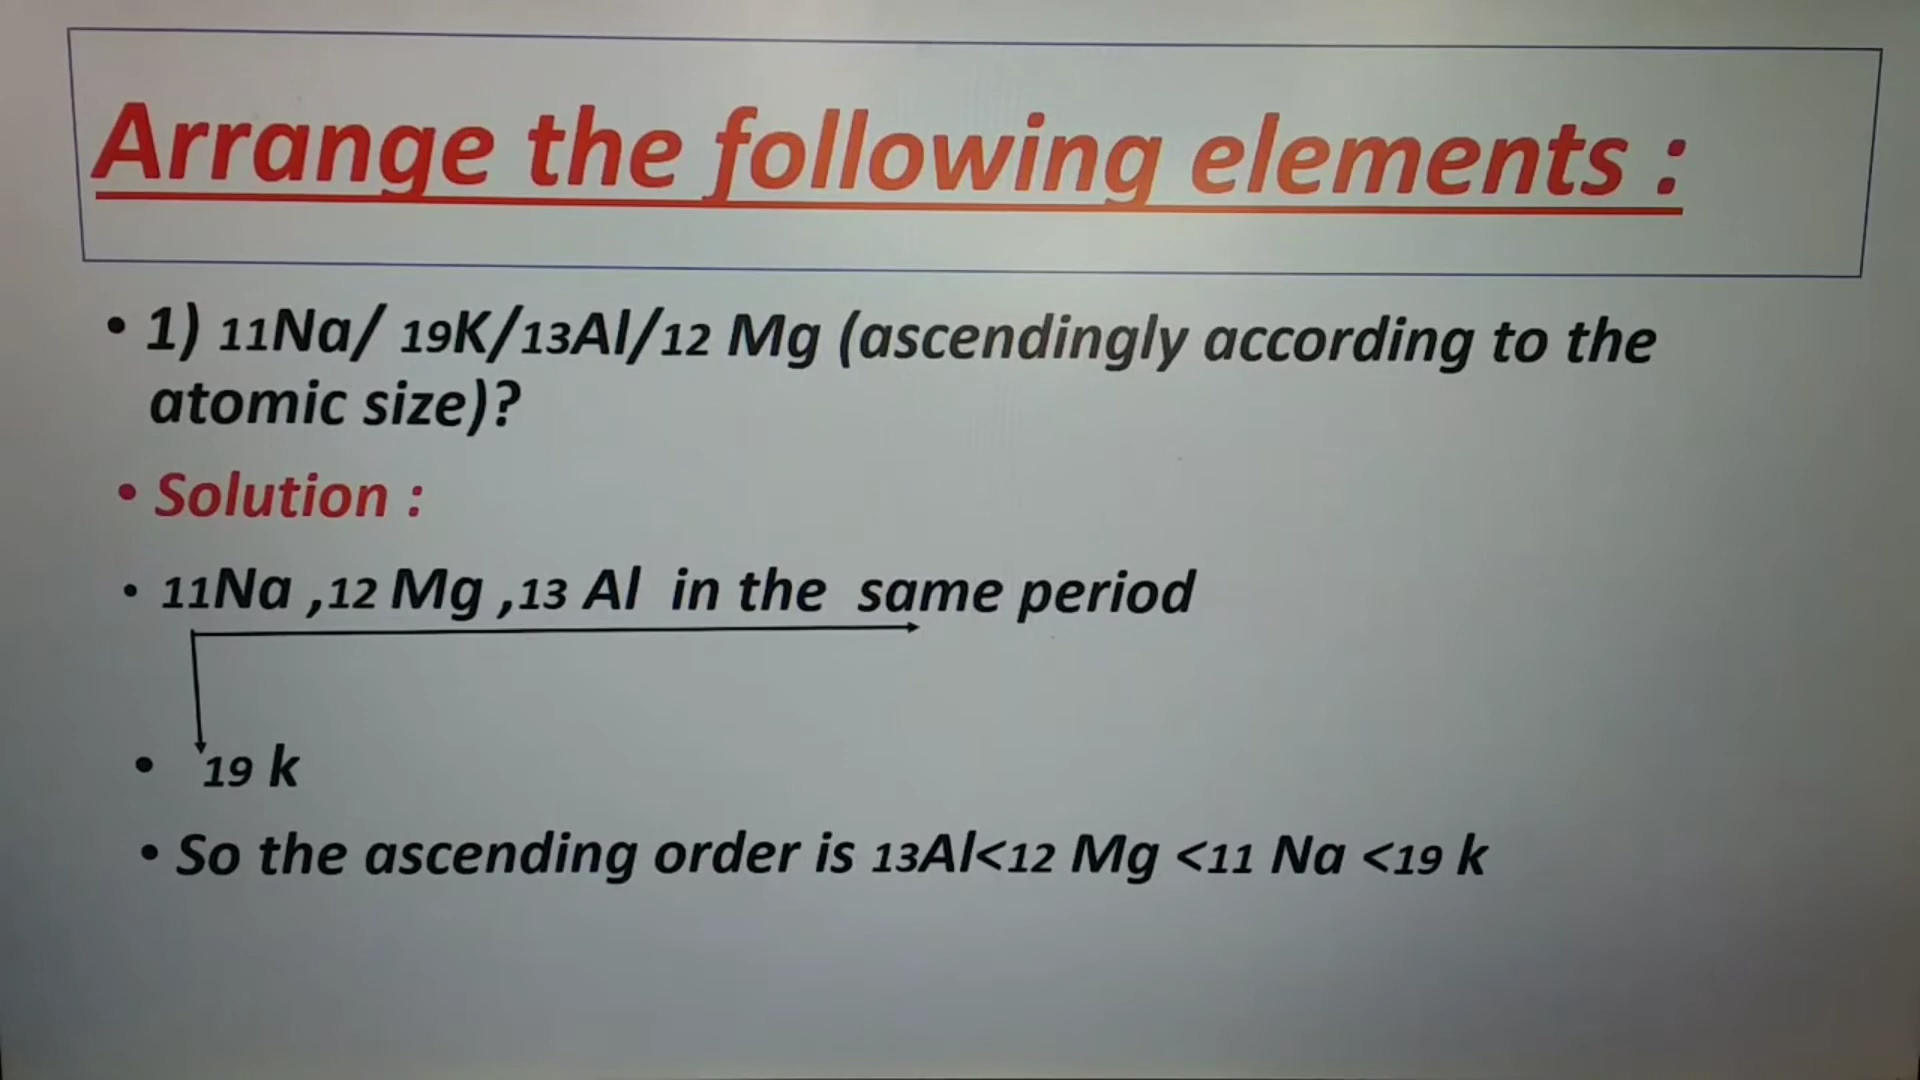 Arrange the following elements :
• 1) 11Na/ 19K/13Al/12 Mg (ascendingly according to the
atomic size)?
• Solution :
• 11Na ,12 Mg ,13 Al in the same period
• 19 k
• So the ascending order is 13Al<12 Mg <11 Na <19 k